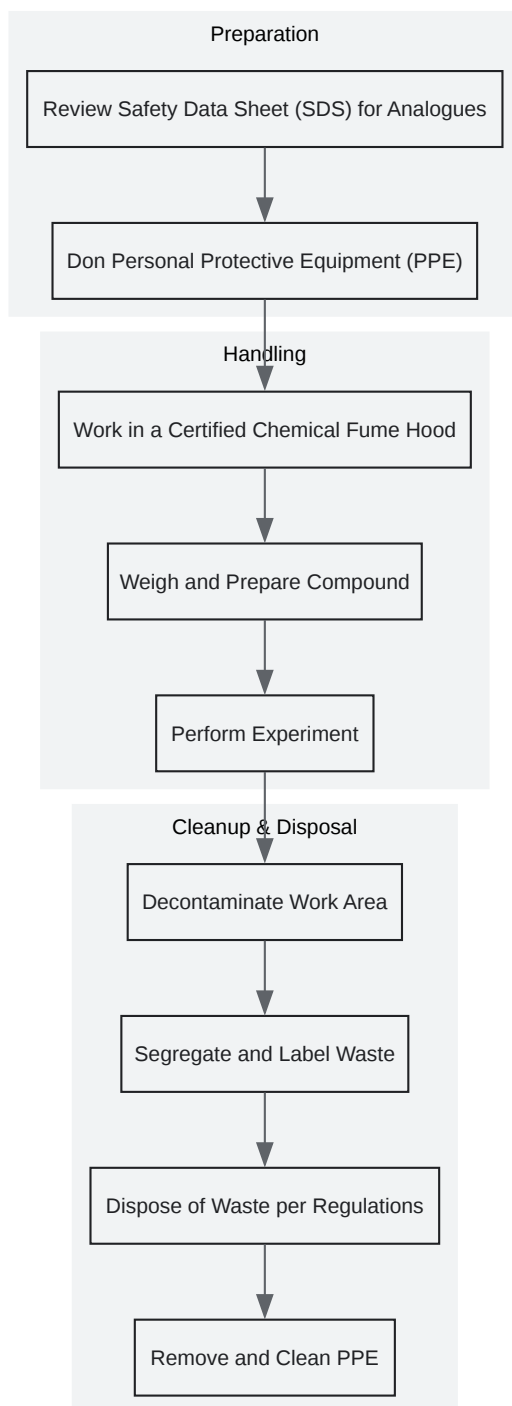 Preparation
Review Safety Data Sheet (SDS) for Analogues
Don Personal Protective Equipment (PPE)
Handling
Work in a Certified Chemical Fume Hood
Weigh and Prepare Compound
Perform Experiment
Cleanup & Disposal
Decontaminate Work Area
Segregate and Label Waste
Dispose of Waste per Regulations
Remove and Clean PPE